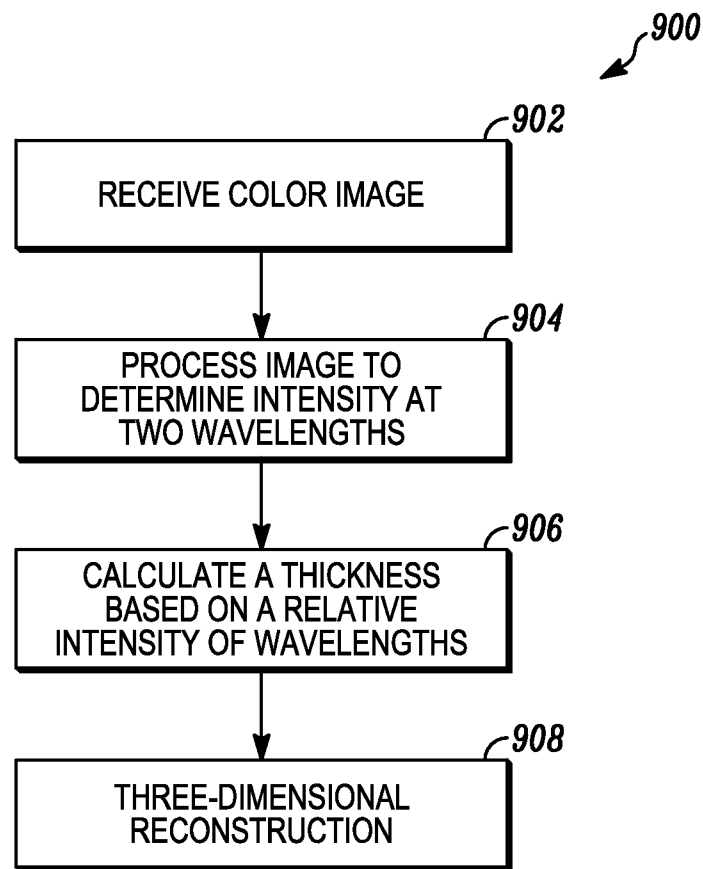 900
902
RECEIVE COLOR IMAGE
904
PROCESS IMAGE TO
DETERMINE INTENSITY AT
TWO WAVELENGTHS
906
CALCULATE A THICKNESS
BASED ON A RELATIVE
INTENSITY OF WAVELENGTHS
908
THREE-DIMENSIONAL
RECONSTRUCTION